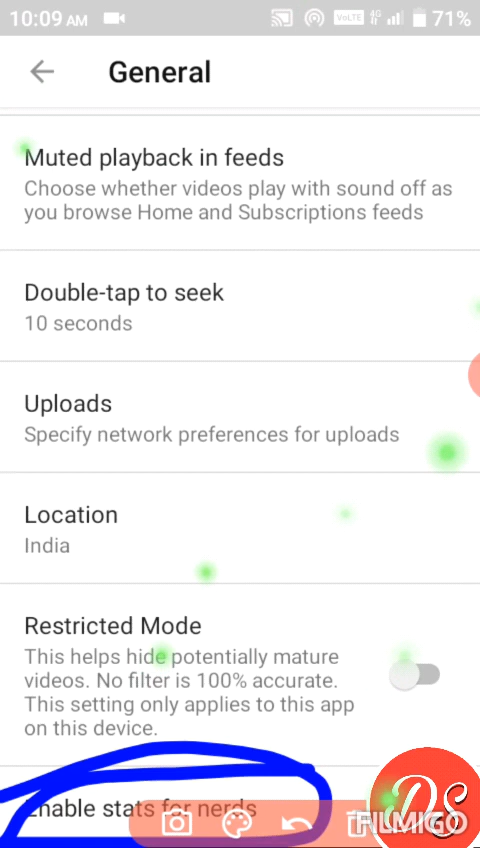 10:09 AM VoLTE 4G 71%
General
Muted playback in feeds
Choose whether videos play with sound off as
you browse Home and Subscriptions feeds
Double-tap to seek
10 seconds
Uploads
Specify network preferences for uploads
Location
India
Restricted Mode
This helps hide potentially mature
videos. No filter is 100% accurate.
This setting only applies to this app
on this device.
Enable stats for nerds
DS
FILMIGO